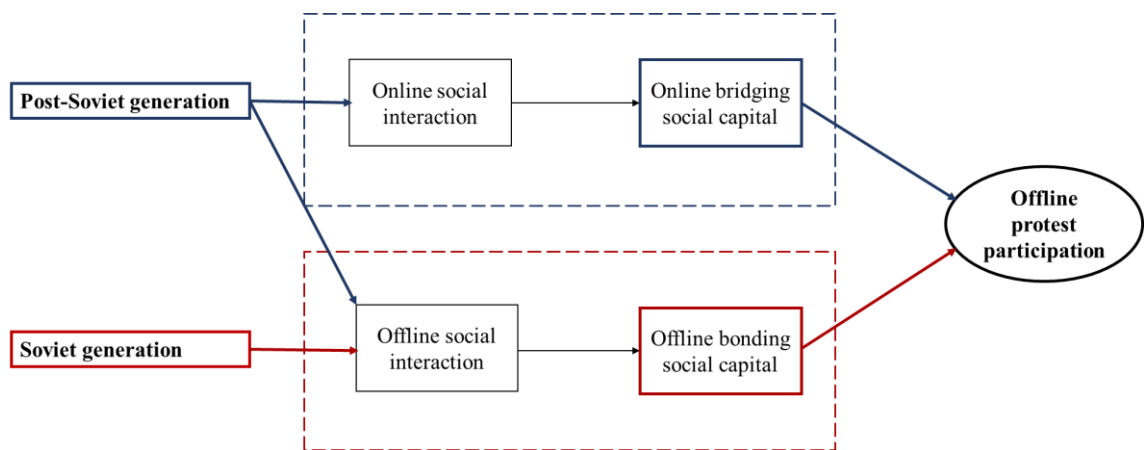 Post-Soviet generation
Online social
interaction
Online bridging
social capital
Offline
protest
participation
Soviet generation
Offline social
interaction
Offline bonding
social capital